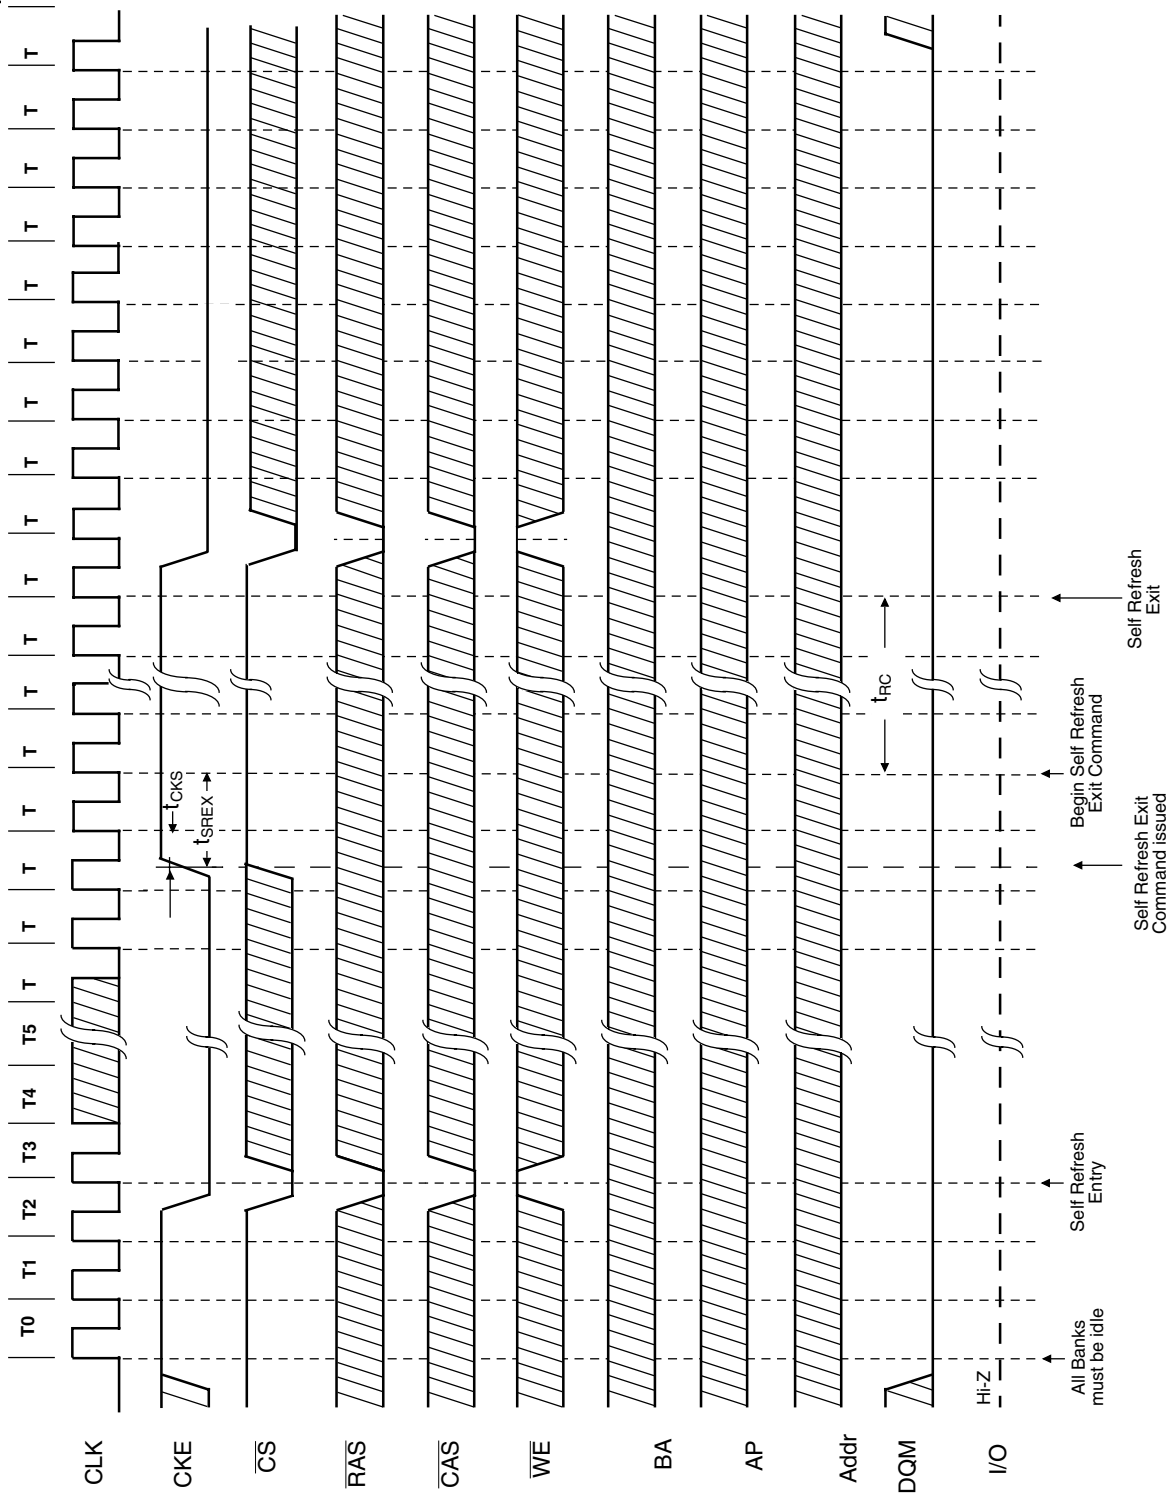 T0 T1 T2 T3 T4 T5 T T T T T T T T T T T T T T T T T
CLK
CKE
tCKS
tSREX
CS
RAS
CAS
WE
BA
AP
Addr
DQM
tRC
Hi-Z
I/O
All Banks
must be idle
Self Refresh
Entry
Self Refresh Exit
Command issued
Begin Self Refresh
Exit Command
Self Refresh
Exit